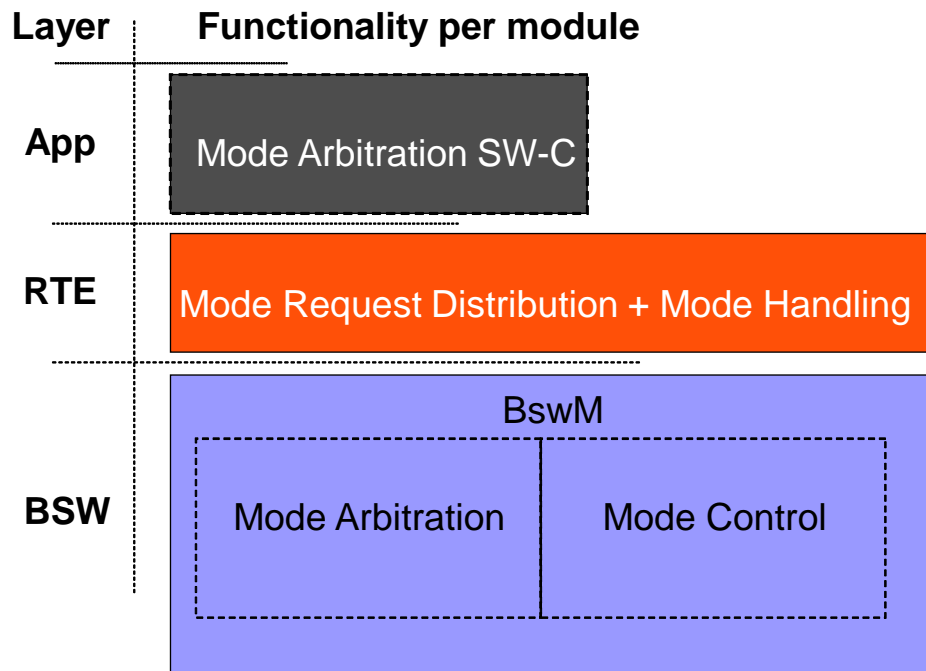 Layer Functionality per module
App
Mode Arbitration SW-C
RTE
Mode Request Distribution + Mode Handling
BSW
BswM
Mode Arbitration
Mode Control